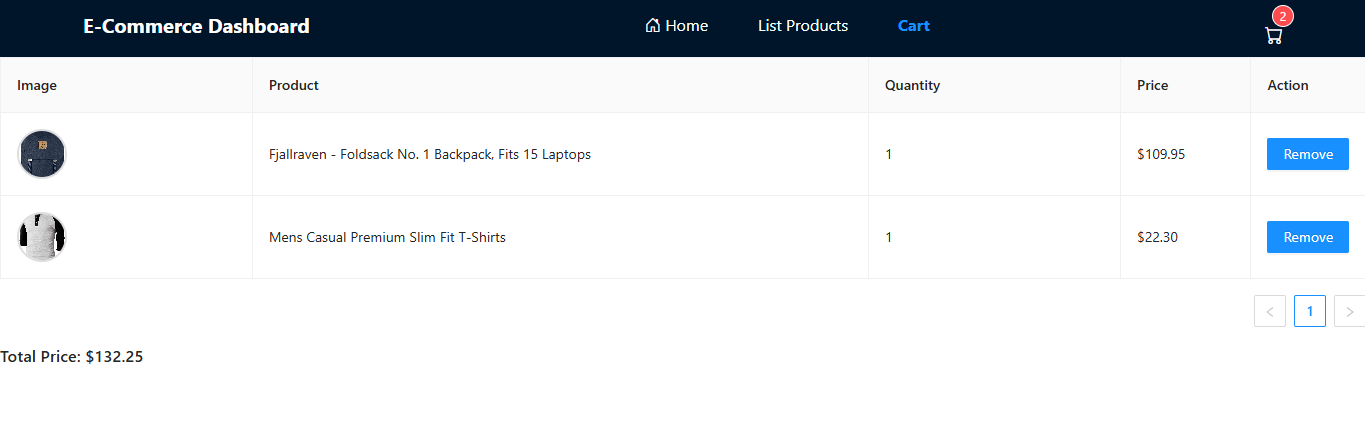 E-Commerce Dashboard Home List Products Cart 2
Image Product Quantity Price Action
Fjallraven - Foldsack No. 1 Backpack, Fits 15 Laptops 1 $109.95 Remove
Mens Casual Premium Slim Fit T-Shirts 1 $22.30 Remove
< 1 >
Total Price: $132.25